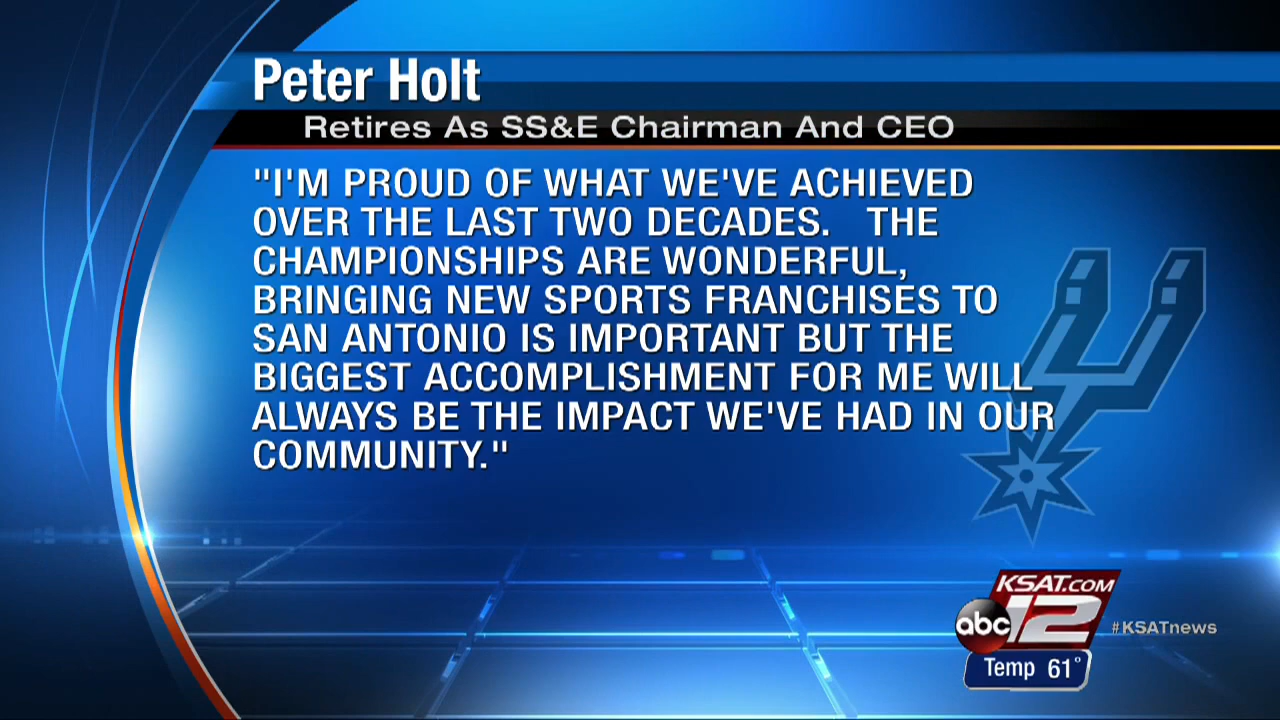 Peter Holt
Retires As SS&E Chairman And CEO
"I'M PROUD OF WHAT WE'VE ACHIEVED
OVER THE LAST TWO DECADES. THE
CHAMPIONSHIPS ARE WONDERFUL,
BRINGING NEW SPORTS FRANCHISES TO
SAN ANTONIO IS IMPORTANT BUT THE
BIGGEST ACCOMPLISHMENT FOR ME WILL
ALWAYS BE THE IMPACT WE'VE HAD IN OUR
COMMUNITY."
KSAT.COM
abc 12
#KSATnews
Temp 61°